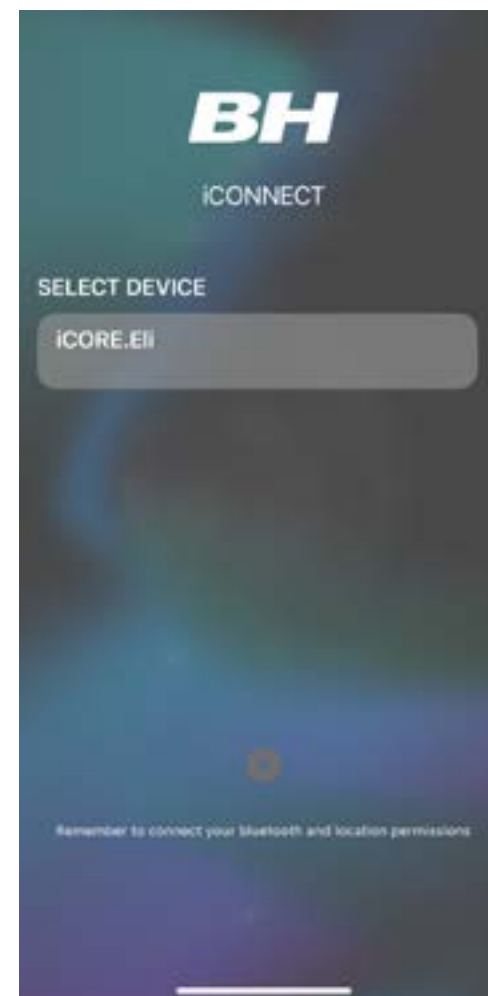 BH
iCONNECT
SELECT DEVICE
iCORE.Eli
Remember to connect your bluetooth and location permissions